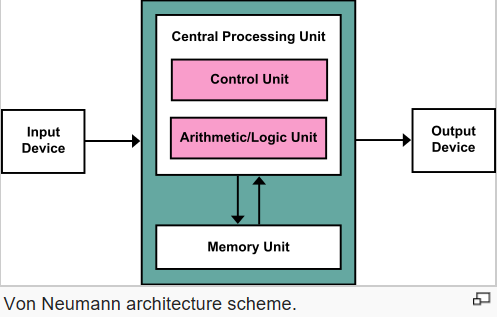 Central Processing Unit
Control Unit
Arithmetic/Logic Unit
Input
Device
Output
Device
Memory Unit
Von Neumann architecture scheme.